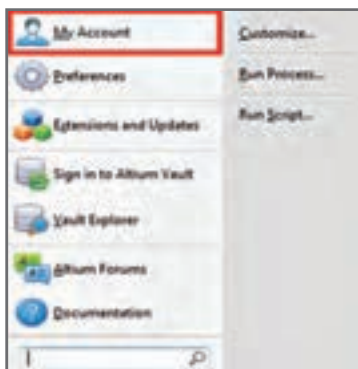 My Account
Preferences
Extensions and Updates
Sign in to Altium Vault
Vault Explorer
Altium Forums
Documentation
Customize...
Run Process...
Run Script...